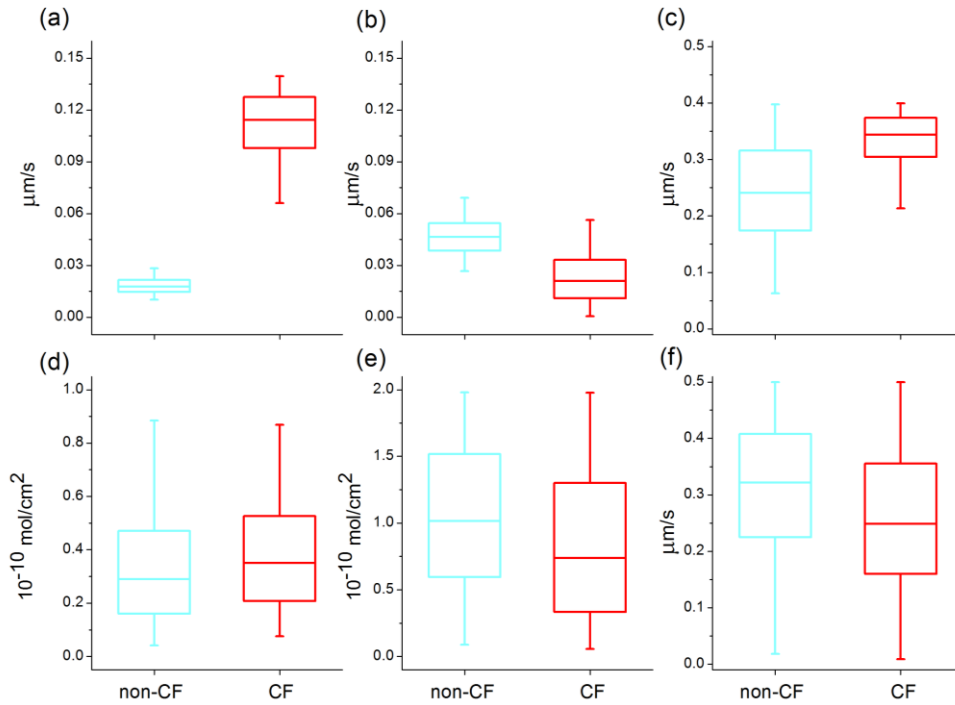 (a)
(b)
(c)
0.15
0.12
0.09
0.06
0.03
0.00
μm/s
0.15
0.12
0.09
0.06
0.03
0.00
μm/s
0.5
0.4
0.3
0.2
0.1
0.0
μm/s
(d)
(e)
(f)
1.0
0.8
0.6
0.4
0.2
0.0
10⁻¹⁰ mol/cm²
2.0
1.5
1.0
0.5
0.0
10⁻¹⁰ mol/cm²
0.5
0.4
0.3
0.2
0.1
0.0
μm/s
non-CF CF
non-CF CF
non-CF CF